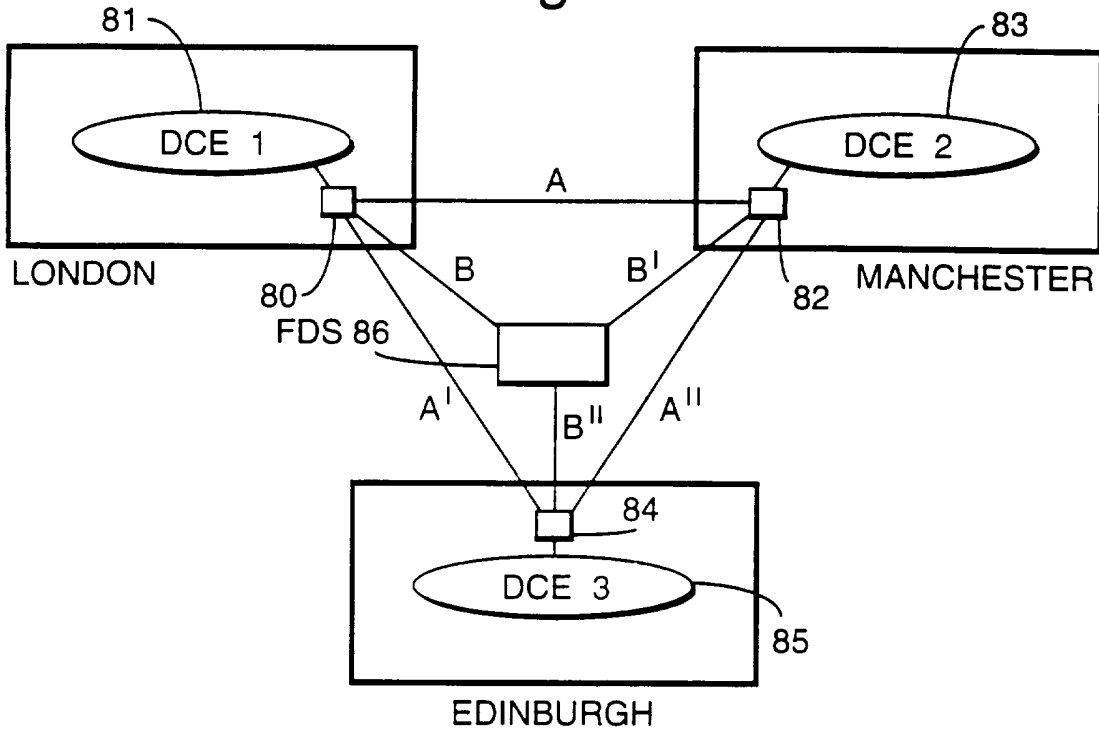 81
83
DCE 1
DCE 2
A
LONDON
MANCHESTER
B
B'
80
82
FDS 86
A'
A''
B''
84
DCE 3
85
EDINBURGH